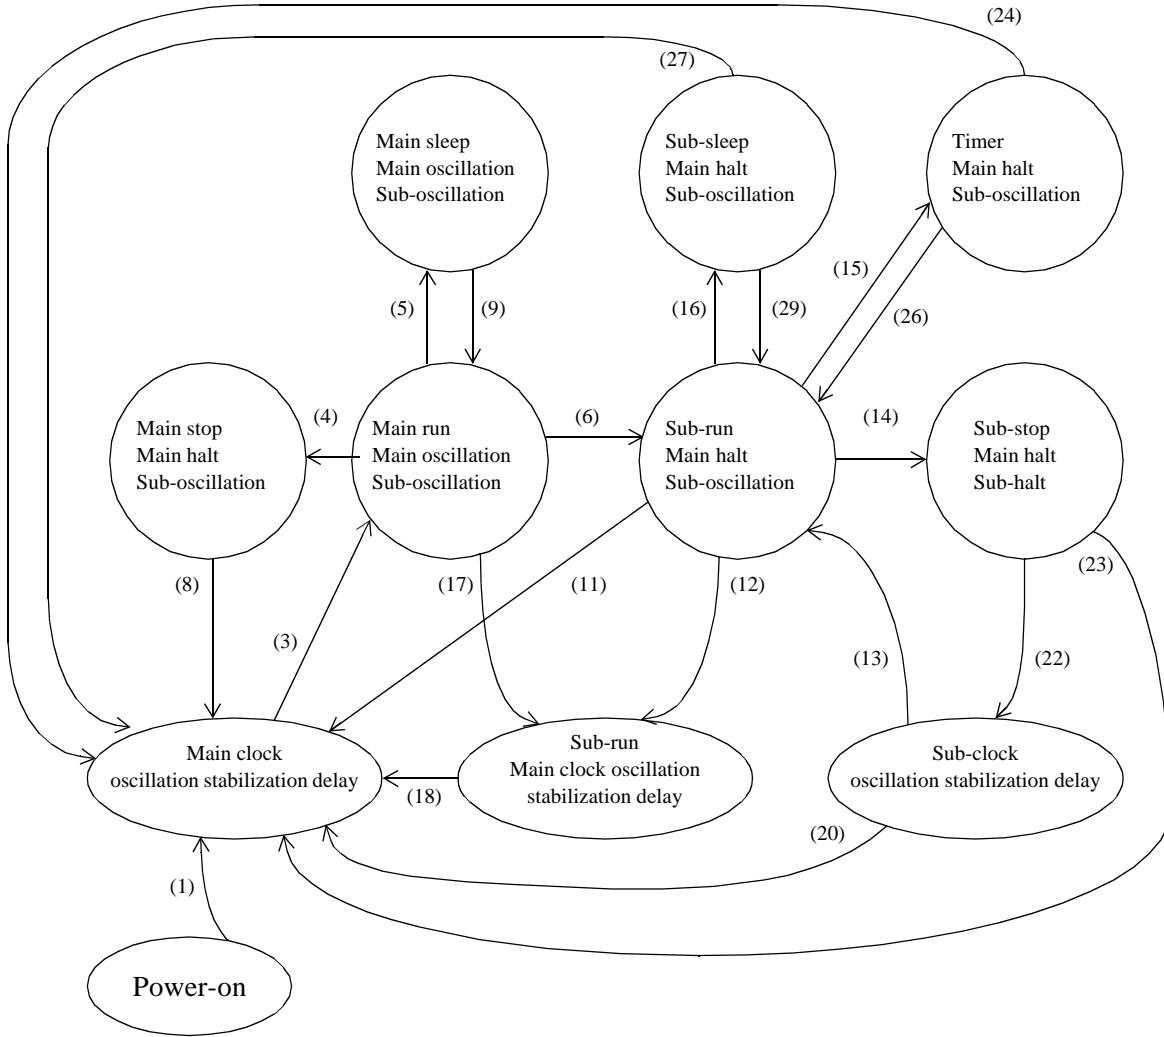 (24)
(27)
Main sleep
Main oscillation
Sub-oscillation
Sub-sleep
Main halt
Sub-oscillation
Timer
Main halt
Sub-oscillation
(5)
(9)
(16)
(29)
(15)
(26)
Main stop
Main halt
Sub-oscillation
(4)
Main run
Main oscillation
Sub-oscillation
(6)
Sub-run
Main halt
Sub-oscillation
(14)
Sub-stop
Main halt
Sub-halt
(8)
(3)
(17)
(11)
(12)
(13)
(22)
(23)
Main clock
oscillation stabilization delay
(18)
Sub-run
Main clock oscillation
stabilization delay
Sub-clock
oscillation stabilization delay
(20)
(1)
Power-on